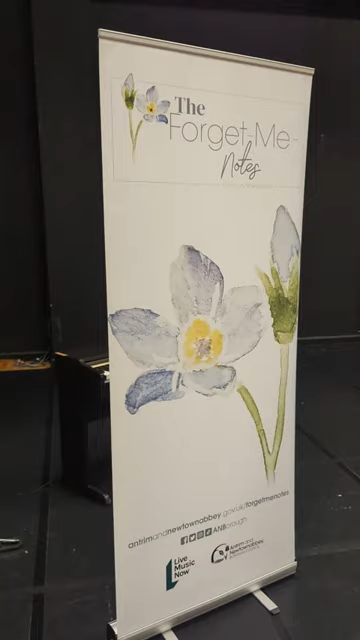 The
Forget-Me-
Notes
antrimandnewtownabbey.gov.uk/forgetmenotes
ANBorough
Live
Music
Now
Antrim and
Newtownabbey